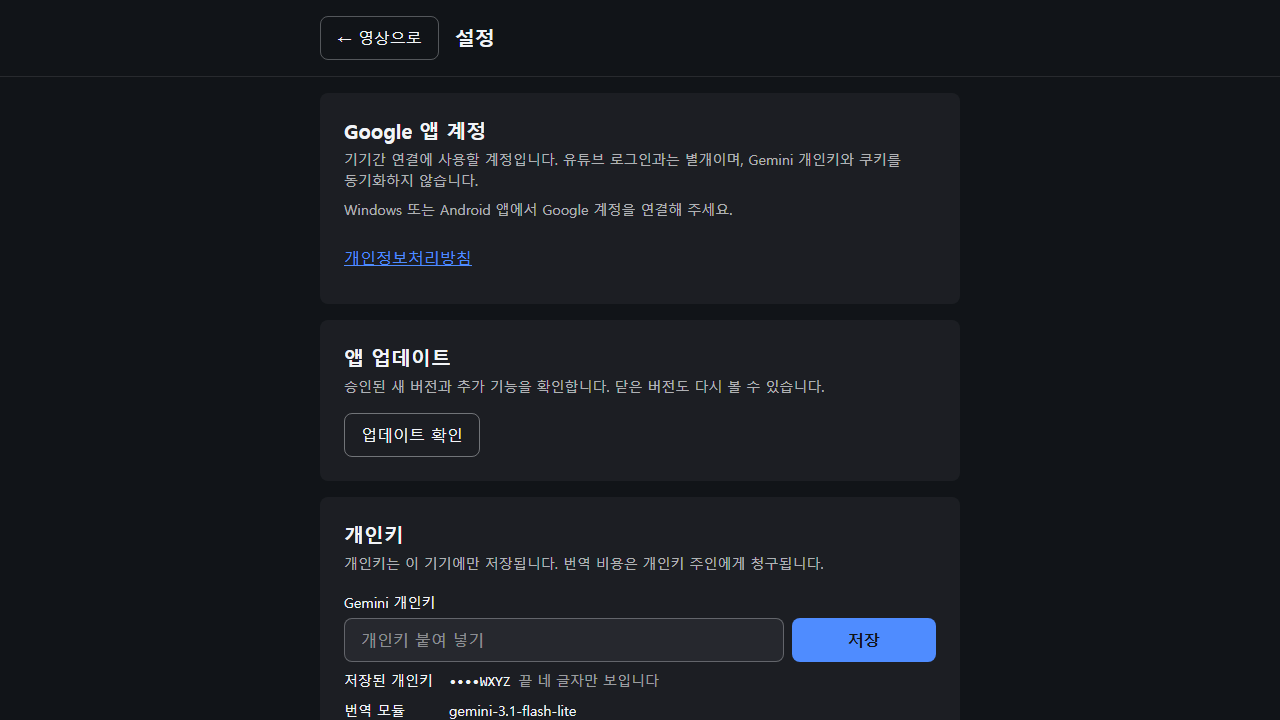 ← 영상으로 설정
Google 앱 계정
기기간 연결에 사용할 계정입니다. 유튜브 로그인과는 별개이며, Gemini 개인키와 쿠키를
동기화하지 않습니다.
Windows 또는 Android 앱에서 Google 계정을 연결해 주세요.
개인정보처리방침
앱 업데이트
승인된 새 버전과 추가 기능을 확인합니다. 닫은 버전도 다시 볼 수 있습니다.
업데이트 확인
개인키
개인키는 이 기기에만 저장됩니다. 번역 비용은 개인키 주인에게 청구됩니다.
Gemini 개인키
개인키 붙여 넣기 저장
저장된 개인키 ••••WXYZ 끝 네 글자만 보입니다
번역 모듈 gemini-3.1-flash-lite